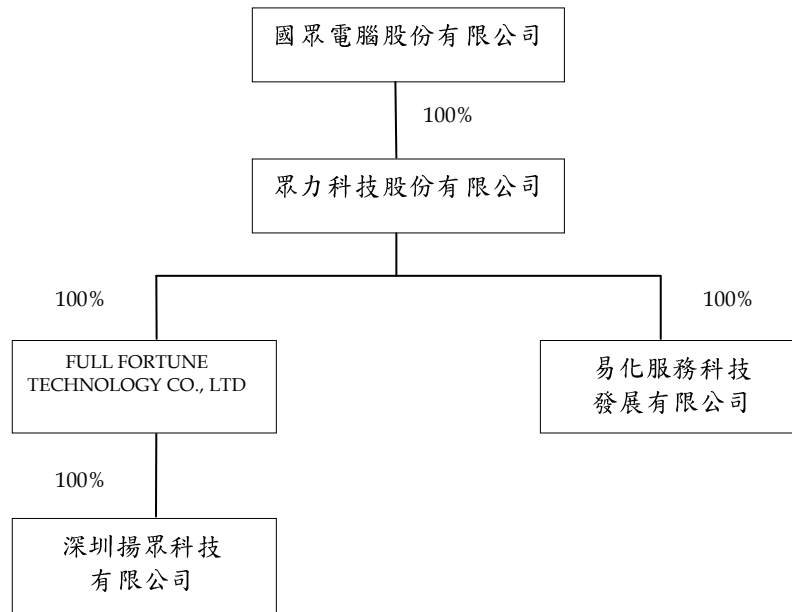 國眾電腦股份有限公司
100%
眾力科技股份有限公司
100%
100%
FULL FORTUNE
TECHNOLOGY CO., LTD
易化服務科技
發展有限公司
100%
深圳揚眾科技
有限公司